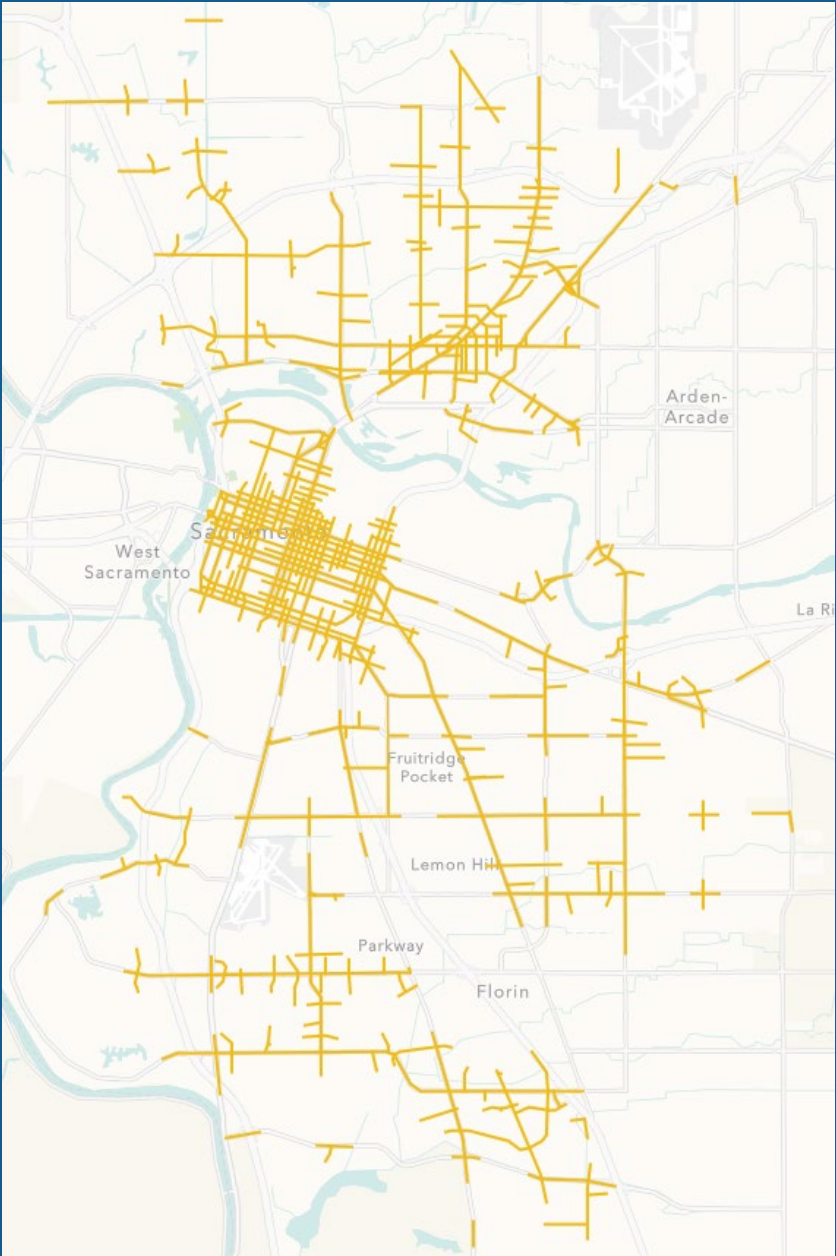 Arden-
Arcade
Sacramento
West
Sacramento
La Ri
Fruitridge
Pocket
Lemon Hill
Parkway
Florin